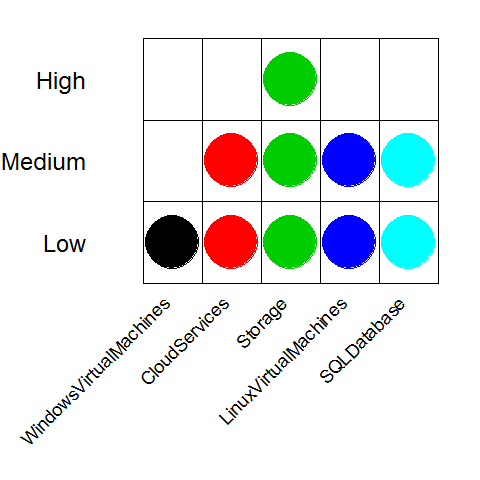 High
Medium
Low
WindowsVirtualMachines
CloudServices
Storage
LinuxVirtualMachines
SQLDatabase